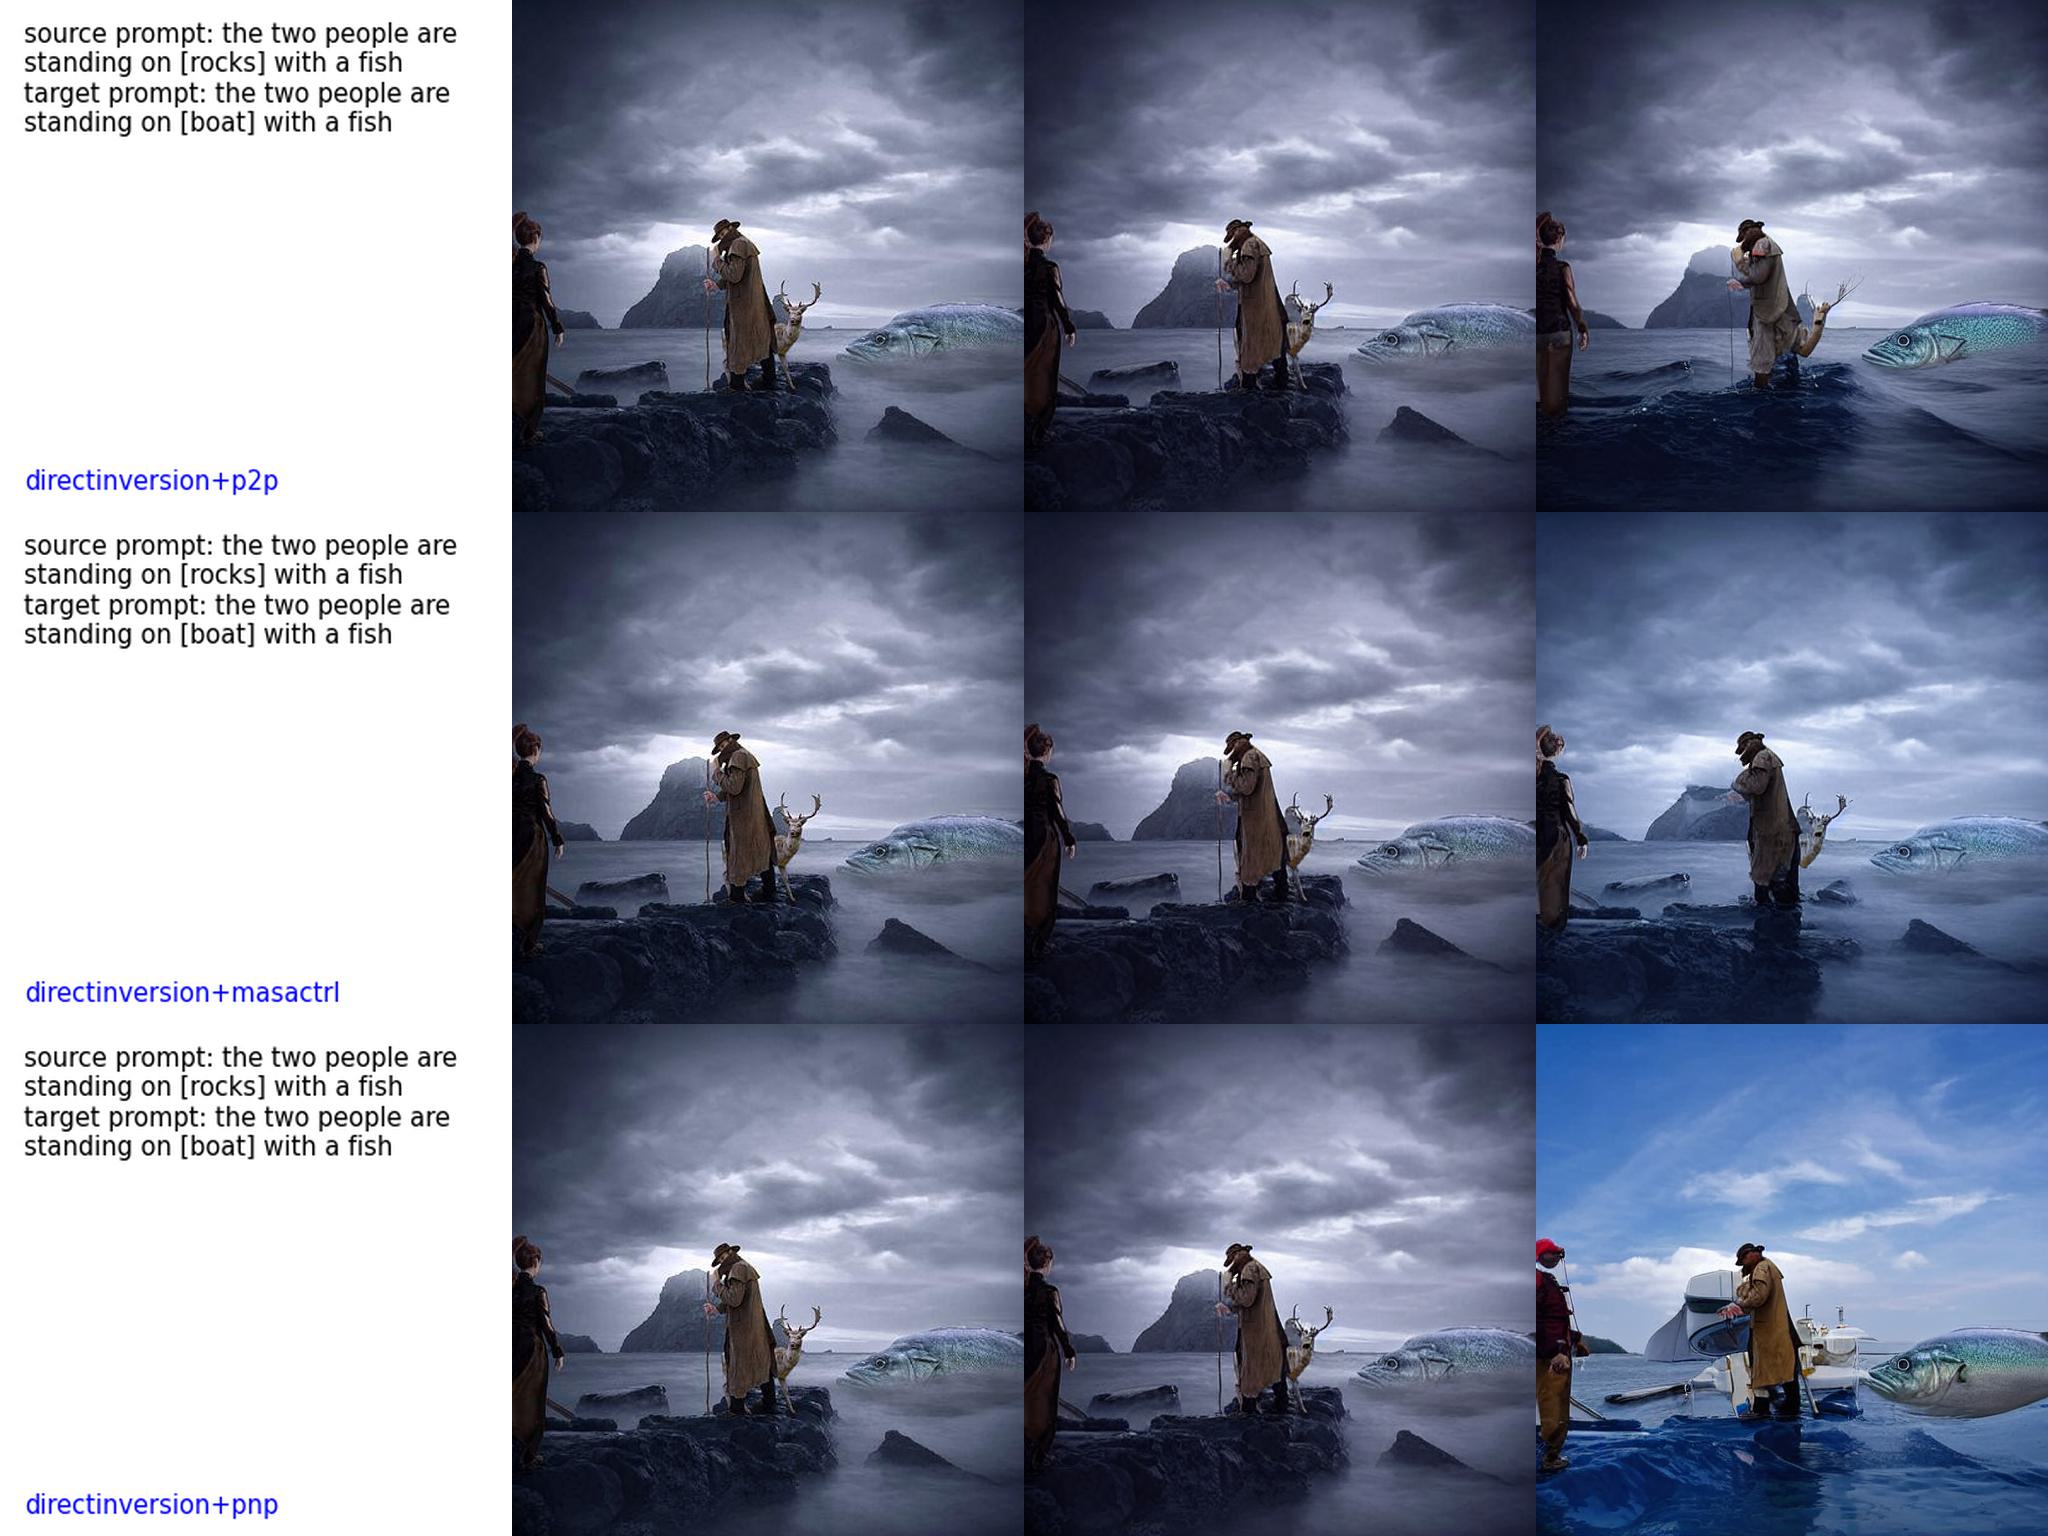 source prompt: the two people are
standing on [rocks] with a fish
target prompt: the two people are
standing on [boat] with a fish
directinversion+p2p
source prompt: the two people are
standing on [rocks] with a fish
target prompt: the two people are
standing on [boat] with a fish
directinversion+masactrl
source prompt: the two people are
standing on [rocks] with a fish
target prompt: the two people are
standing on [boat] with a fish
directinversion+pnp